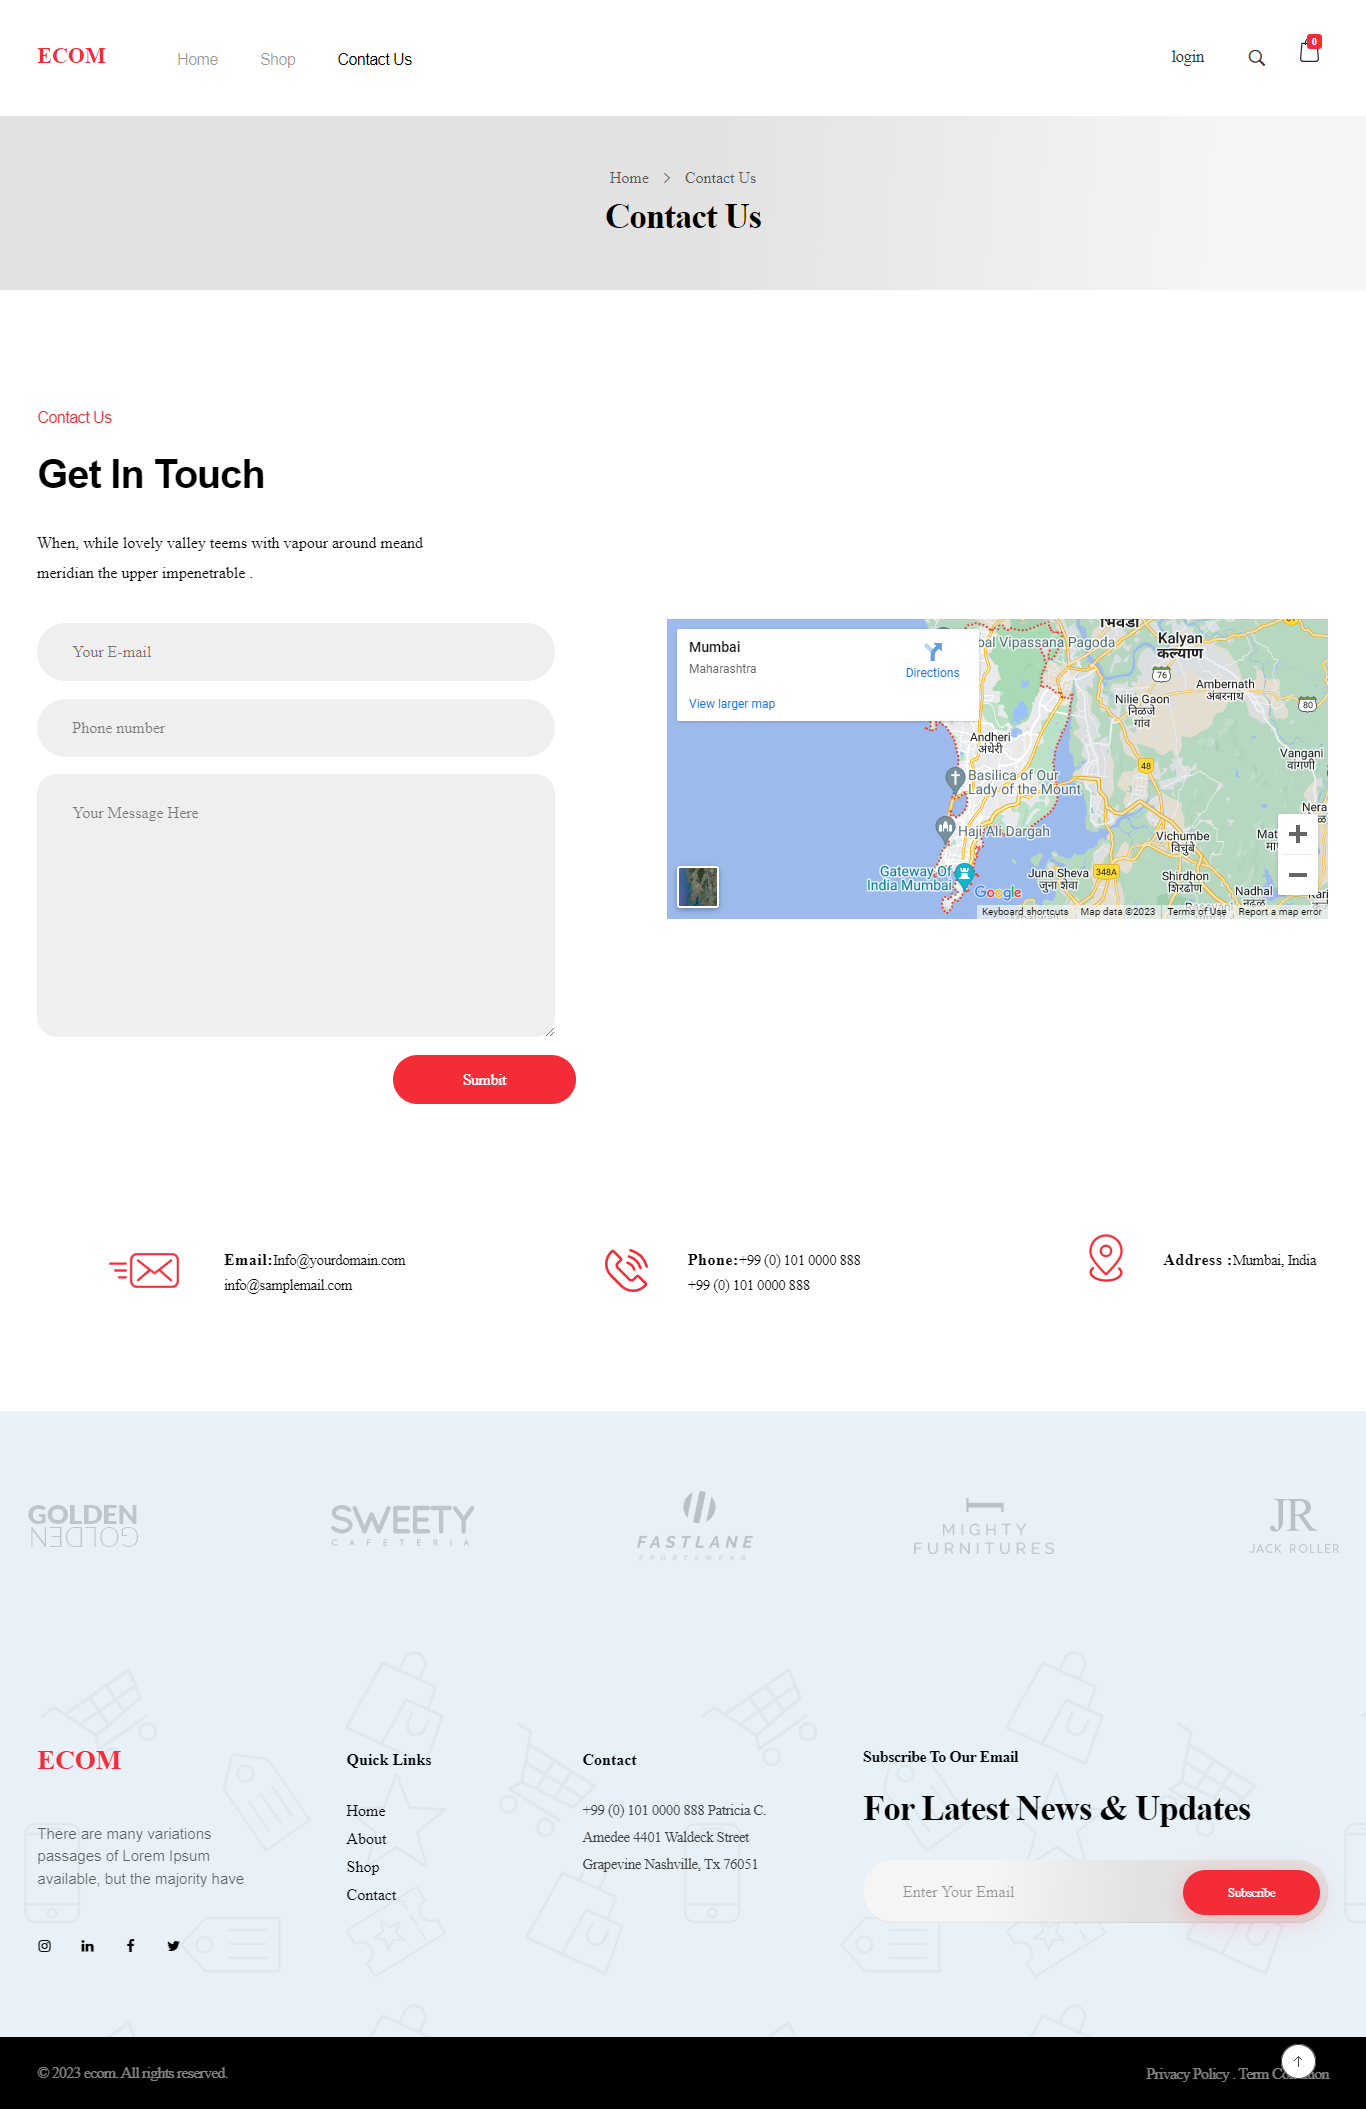 ECOM
Home
Shop
Contact Us
login
0
Home > Contact Us
Contact Us
Contact Us
Get In Touch
When, while lovely valley teems with vapour around meand
meridian the upper impenetrable .
Your E-mail
Phone number
Your Message Here
Sumbit
Mumbai
Maharashtra
Directions
View larger map
bal Vipassana Pagoda
भिवंडी
Kalyan
कल्याण
76
Ambernath
अंबरनाथ
80
Nilje Gaon
निळजे
गांव
Andheri
अंधेरी
Vangani
वांगणी
48
Basilica of Our
Lady of the Mount
Haji Ali Dargah
Nera
Vichumbe
विचुंबे
Gateway Of
India Mumbai
Juna Sheva
जुना शेवा
348A
Shirdhon
शिरढोण
Nadhal
नढळ
Google
Keyboard shortcuts
Map data ©2023
Terms of Use
Report a map error
Email:Info@yourdomain.com
info@samplemail.com
Phone:+99 (0) 101 0000 888
+99 (0) 101 0000 888
Address :Mumbai, India
GOLDEN
GOLDEN
SWEETY
CAFETERIA
FASTLANE
SPORTSWEAR
MIGHTY
FURNITURES
JR
JACK ROLLER
ECOM
There are many variations
passages of Lorem Ipsum
available, but the majority have
Quick Links
Home
About
Shop
Contact
Contact
+99 (0) 101 0000 888 Patricia C.
Amedee 4401 Waldeck Street
Grapevine Nashville, Tx 76051
Subscribe To Our Email
For Latest News & Updates
Enter Your Email
Subscribe
© 2023 ecom. All rights reserved.
Privacy Policy . Term